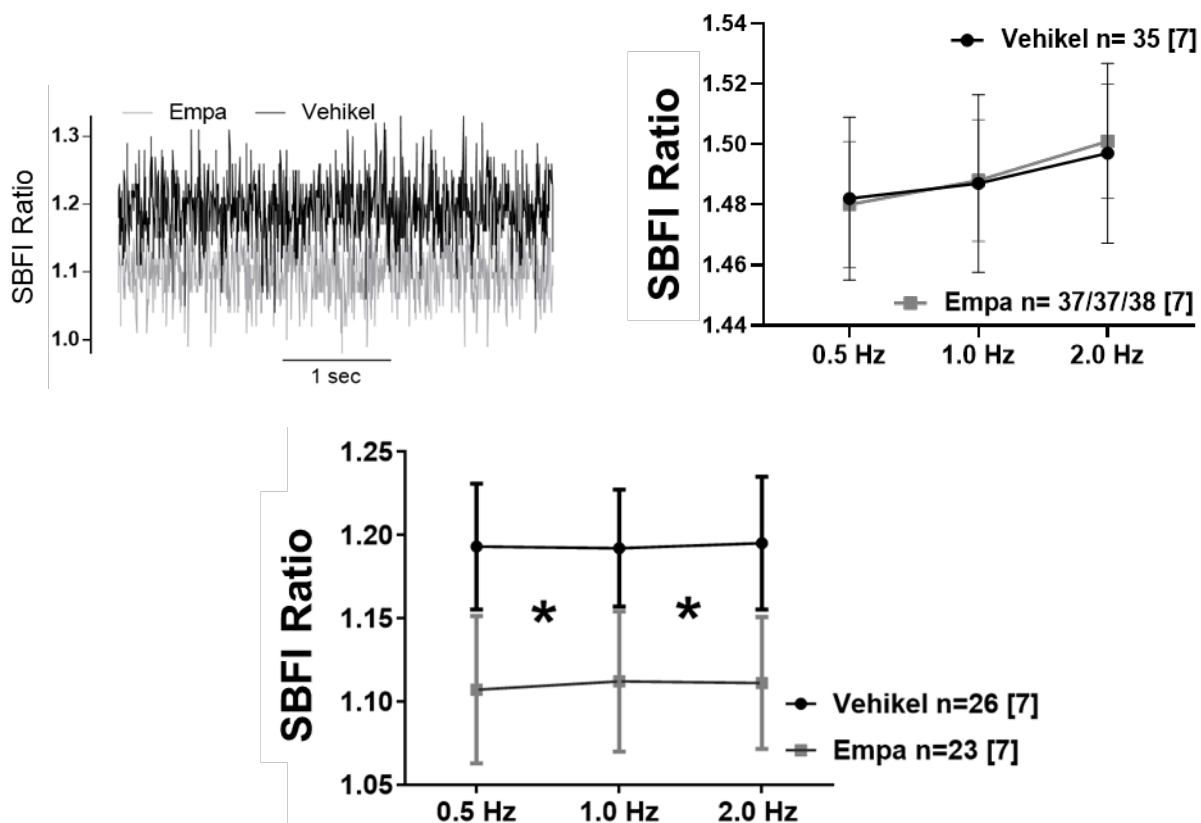 Empa Vehikel
SBFI Ratio
1.3
1.2
1.1
1.0
1 sec
SBFI Ratio
1.54
1.52
1.50
1.48
1.46
1.44
Vehikel n= 35 [7]
Empa n= 37/37/38 [7]
0.5 Hz 1.0 Hz 2.0 Hz
SBFI Ratio
1.25
1.20
1.15
1.10
1.05
* *
Vehikel n=26 [7]
Empa n=23 [7]
0.5 Hz 1.0 Hz 2.0 Hz